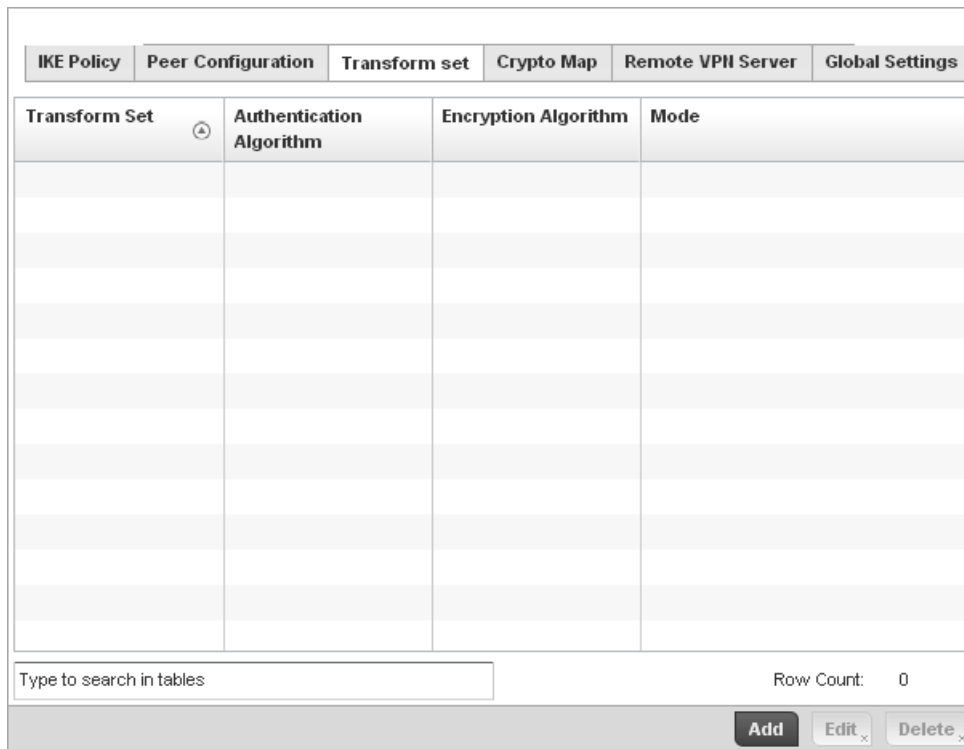 IKE Policy Peer Configuration Transform set Crypto Map Remote VPN Server Global Settings
Transform Set Authentication Algorithm Encryption Algorithm Mode
Type to search in tables Row Count: 0
Add Edit Delete